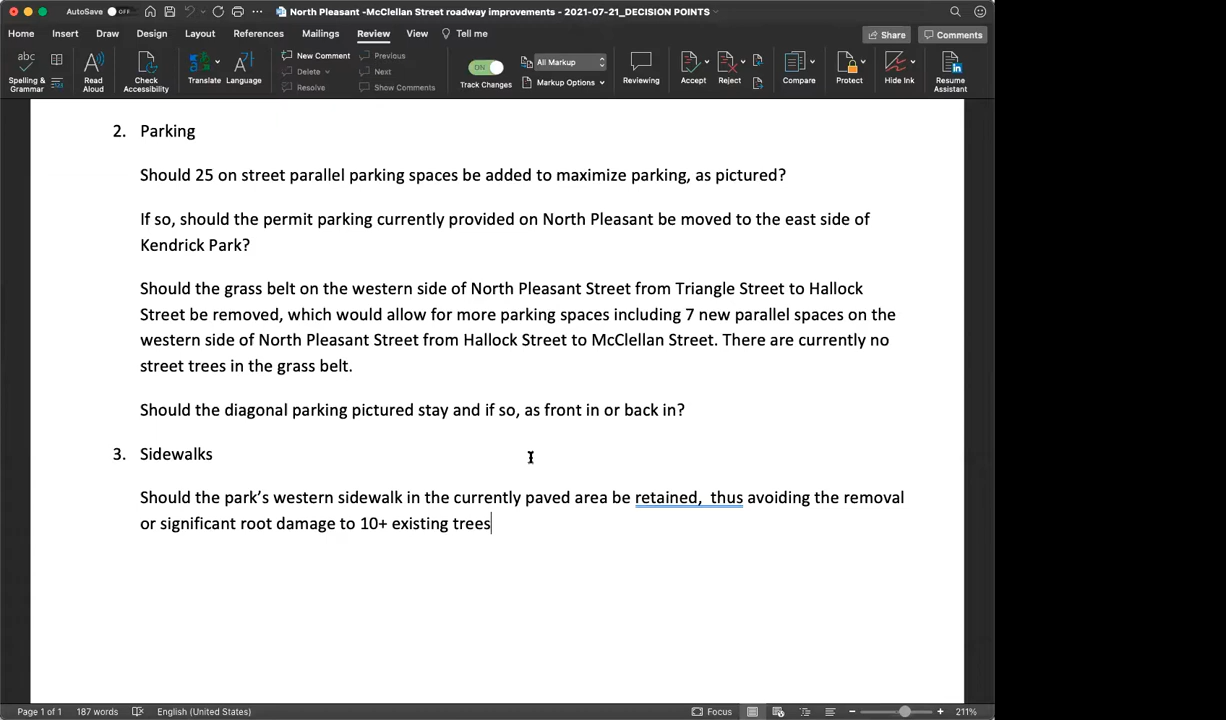 AutoSave OFF North Pleasant -McClellan Street roadway improvements - 2021-07-21_DECISION POINTS
Home Insert Draw Design Layout References Mailings Review View Tell me Share Comments
abc Spelling & Grammar
Read Aloud
Check Accessibility
Translate
Language
New Comment
Delete
Resolve
Previous
Next
Show Comments
ON
Track Changes
All Markup
Markup Options
Reviewing
Accept
Reject
Compare
Protect
Hide Ink
Resume Assistant
2. Parking
Should 25 on street parallel parking spaces be added to maximize parking, as pictured?
If so, should the permit parking currently provided on North Pleasant be moved to the east side of
Kendrick Park?
Should the grass belt on the western side of North Pleasant Street from Triangle Street to Hallock
Street be removed, which would allow for more parking spaces including 7 new parallel spaces on the
western side of North Pleasant Street from Hallock Street to McClellan Street. There are currently no
street trees in the grass belt.
Should the diagonal parking pictured stay and if so, as front in or back in?
3. Sidewalks
Should the park's western sidewalk in the currently paved area be retained,  thus avoiding the removal
or significant root damage to 10+ existing trees
Page 1 of 1 187 words English (United States) Focus 211%